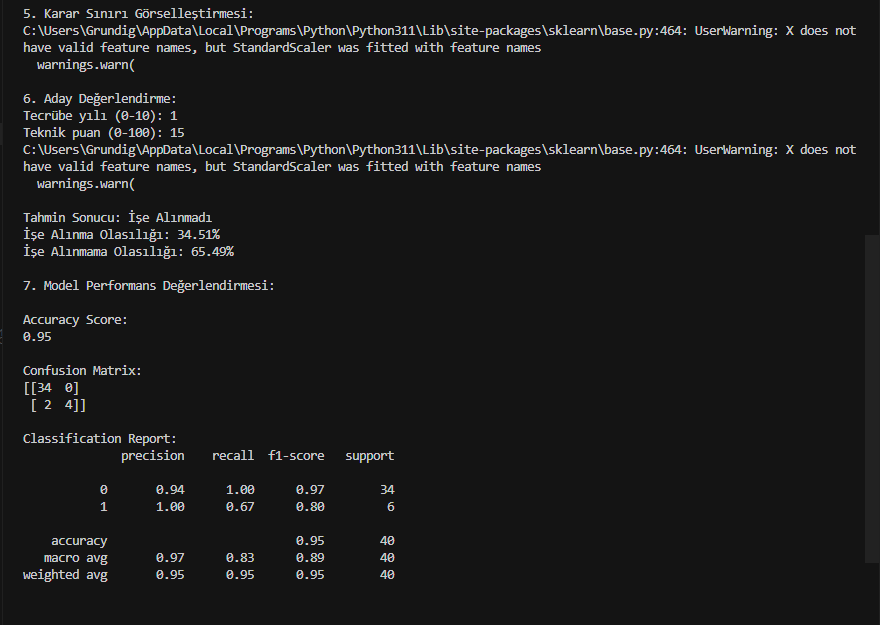 5. Karar Sınırı Görselleştirmesi:
C:\Users\Grundig\AppData\Local\Programs\Python\Python311\Lib\site-packages\sklearn\base.py:464: UserWarning: X does not
have valid feature names, but StandardScaler was fitted with feature names
  warnings.warn(

6. Aday Değerlendirme:
Tecrübe yılı (0-10): 1
Teknik puan (0-100): 15
C:\Users\Grundig\AppData\Local\Programs\Python\Python311\Lib\site-packages\sklearn\base.py:464: UserWarning: X does not
have valid feature names, but StandardScaler was fitted with feature names
  warnings.warn(

Tahmin Sonucu: İşe Alınmadı
İşe Alınma Olasılığı: 34.51%
İşe Alınmama Olasılığı: 65.49%

7. Model Performans Değerlendirmesi:

Accuracy Score:
0.95

Confusion Matrix:
[[34  0]
 [ 2  4]]

Classification Report:
              precision    recall  f1-score   support

           0       0.94      1.00      0.97        34
           1       1.00      0.67      0.80         6

    accuracy                           0.95        40
   macro avg       0.97      0.83      0.89        40
weighted avg       0.95      0.95      0.95        40